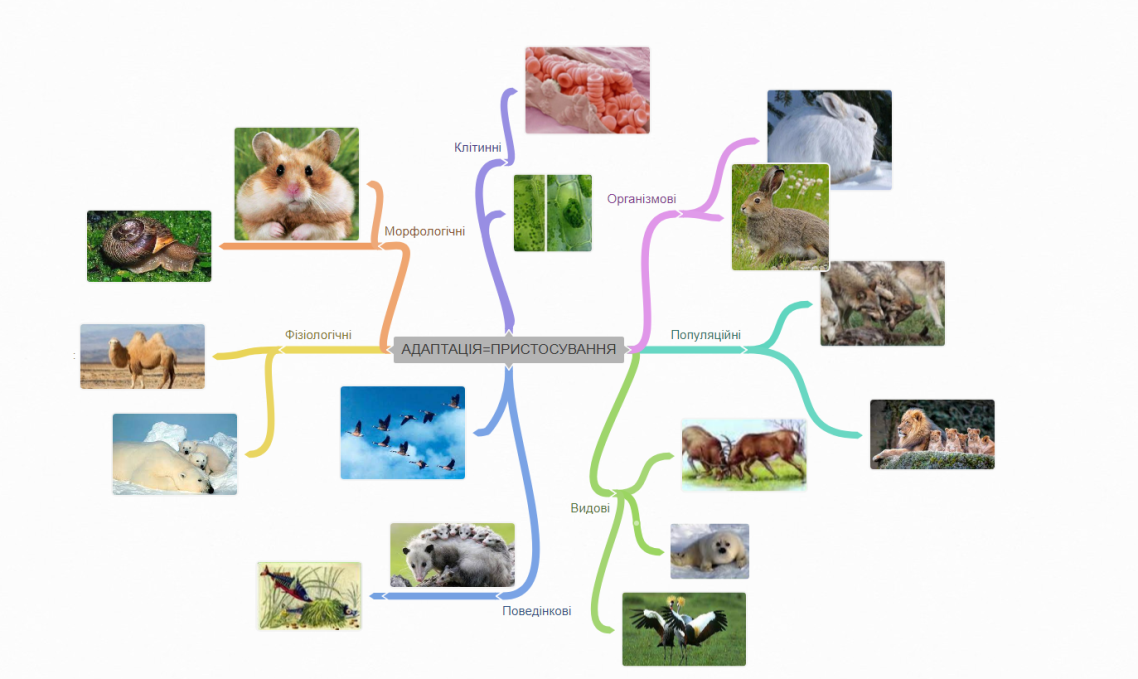 Клітинні
Організмові
Морфологічні
Фізіологічні
АДАПТАЦІЯ=ПРИСТОСУВАННЯ
Популяційні
Видові
Поведінкові